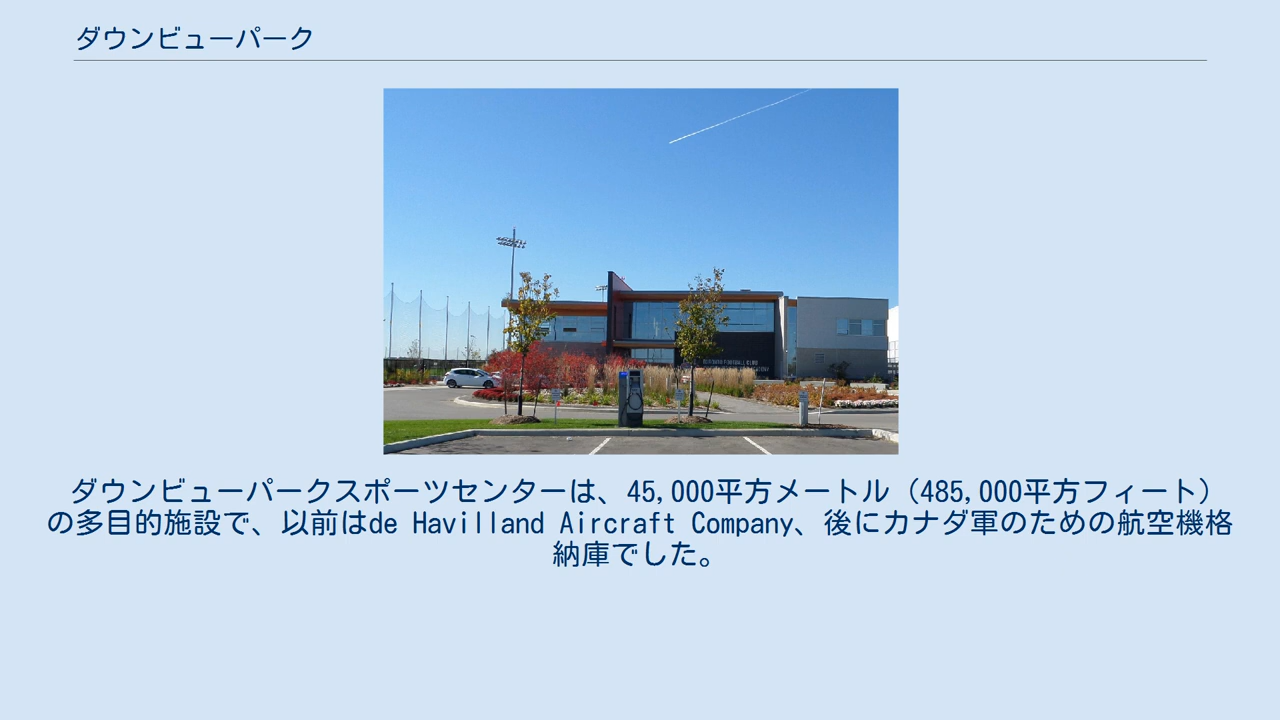 ダウンビューパーク
ダウンビューパークスポーツセンターは、45,000平方メートル（485,000平方フィート）
の多目的施設で、以前はde Havilland Aircraft Company、後にカナダ軍のための航空機格
納庫でした。